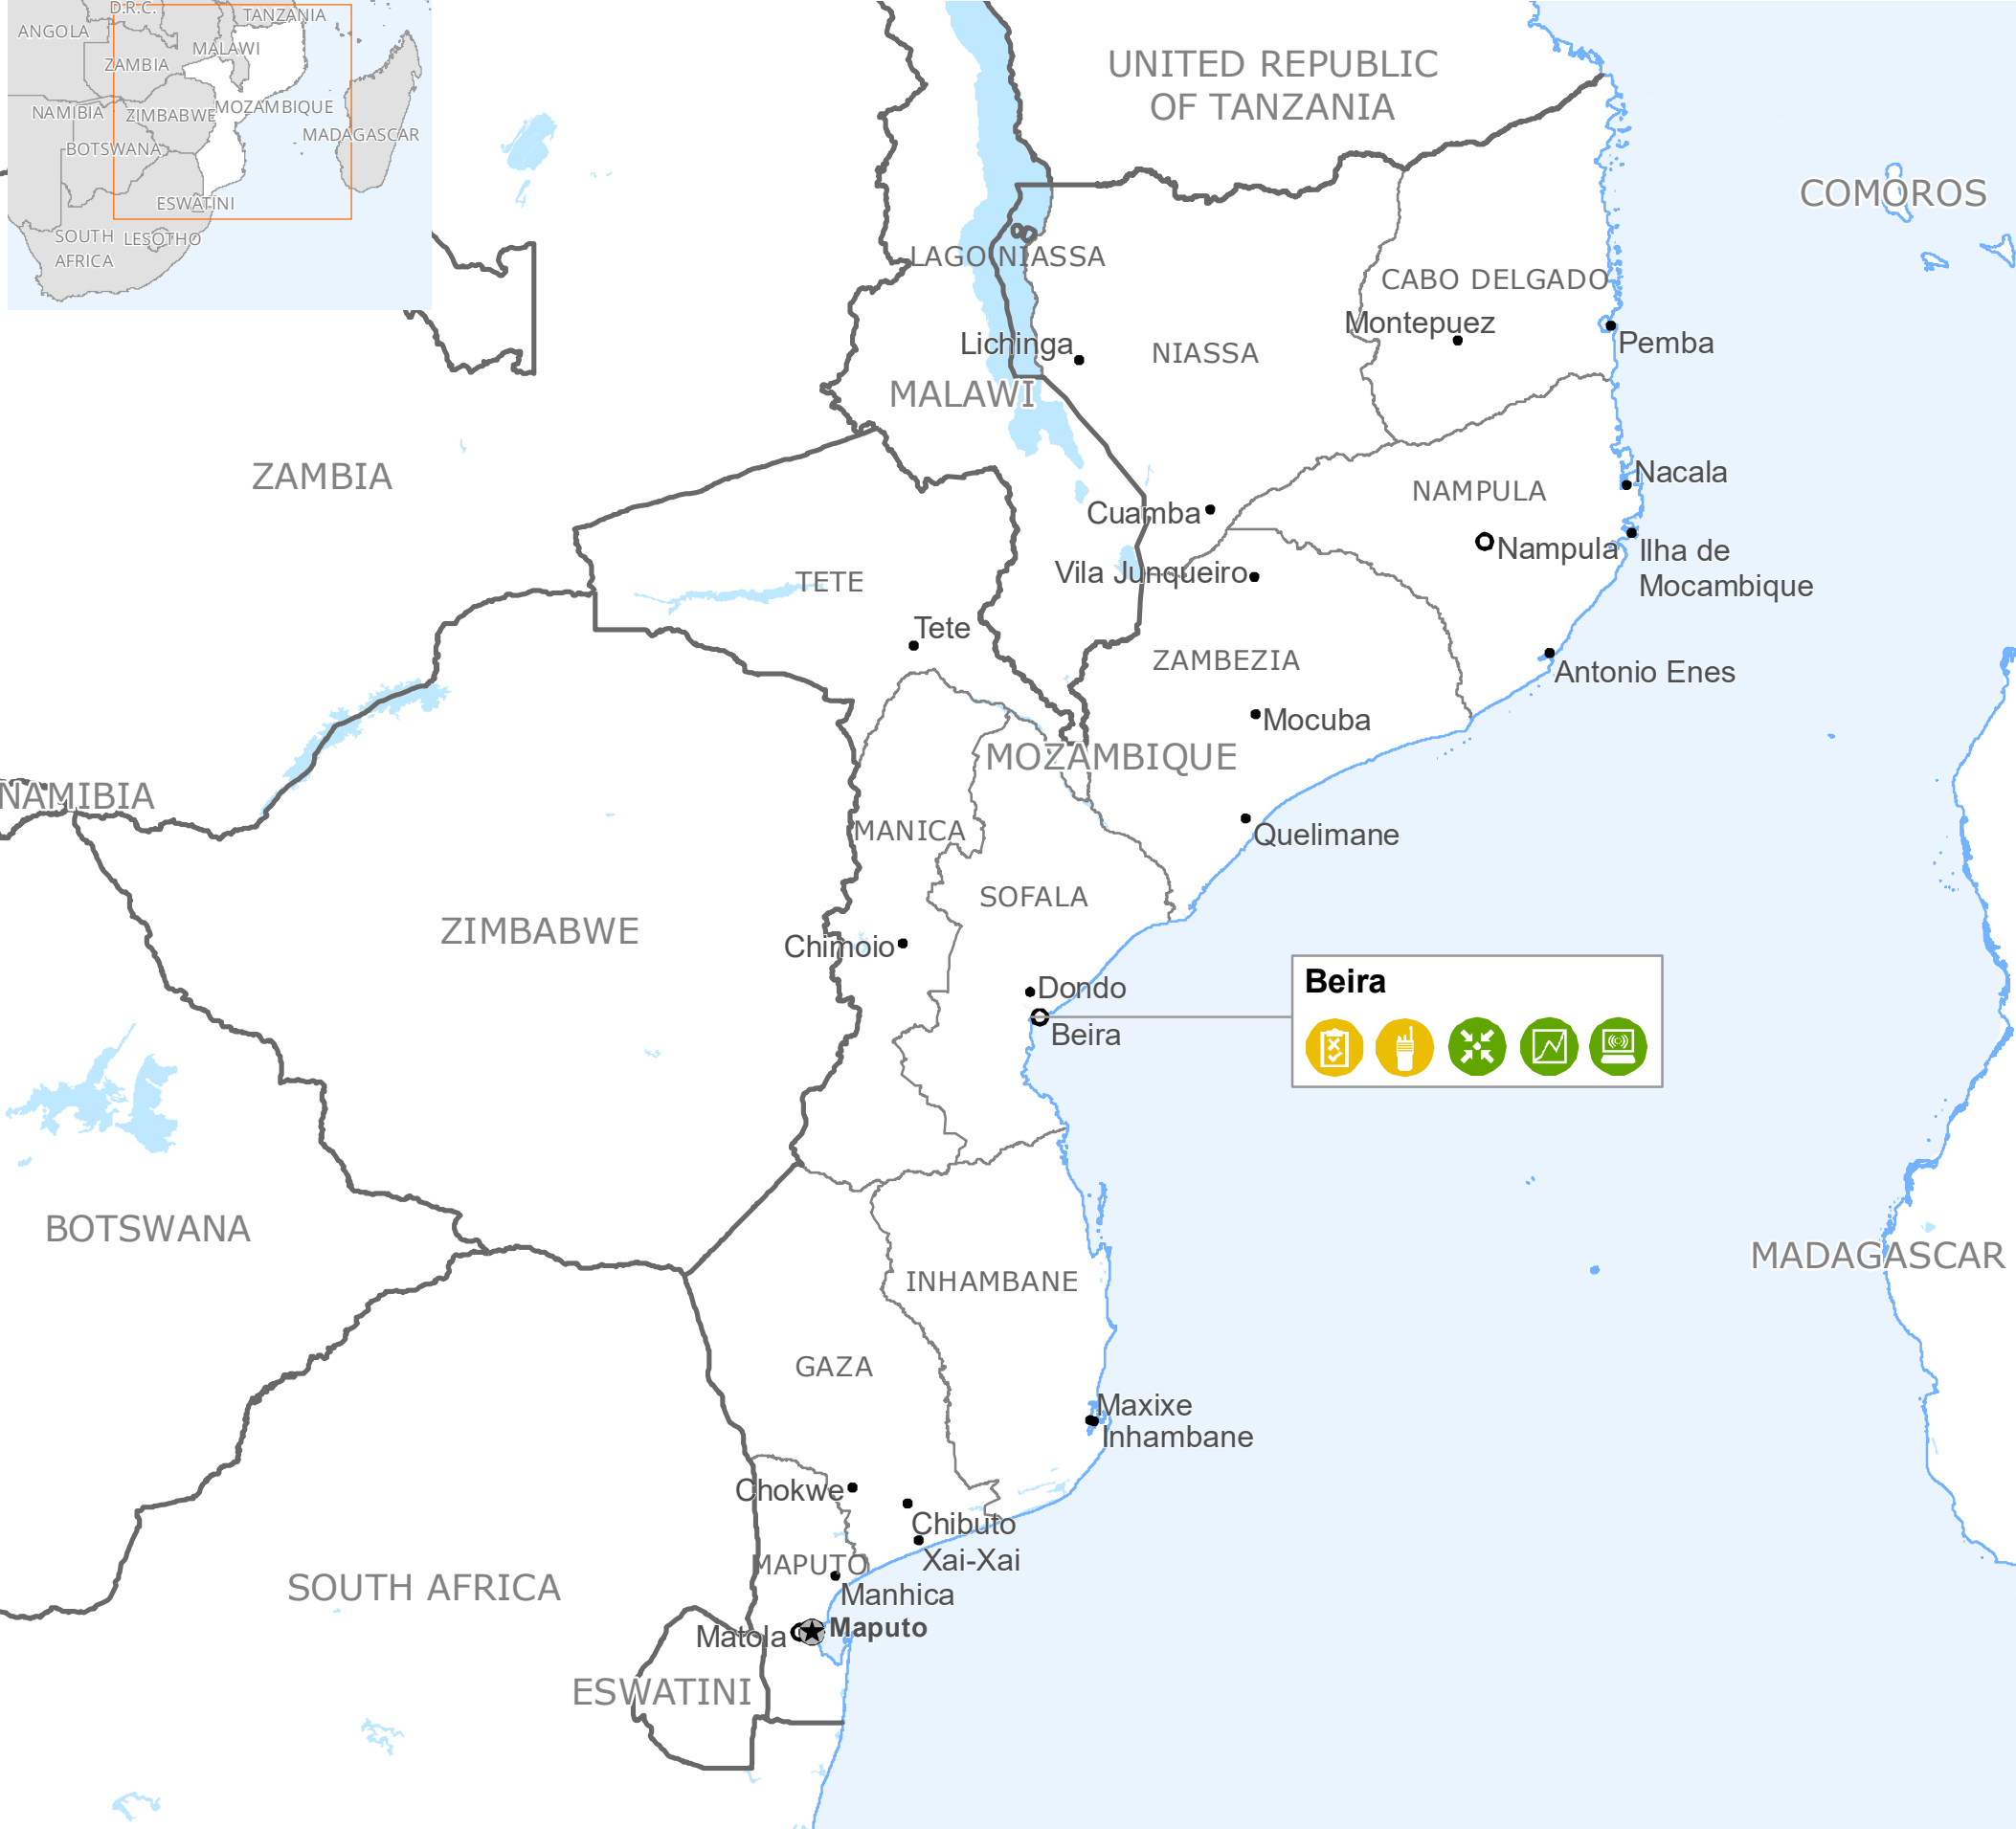 D.R.C.
TANZANIA
ANGOLA
MALAWI
ZAMBIA
MOZAMBIQUE
NAMIBIA
ZIMBABWE
MADAGASCAR
BOTSWANA
ESWATINI
SOUTH
AFRICA
LESOTHO
UNITED REPUBLIC
OF TANZANIA
COMOROS
LAGO NIASSA
CABO DELGADO
Montepuez
Pemba
Lichinga
NIASSA
MALAWI
ZAMBIA
Nacala
NAMPULA
Cuamba
Nampula
Ilha de
Mocambique
Vila Junqueiro
TETE
Tete
ZAMBEZIA
Antonio Enes
Mocuba
MOZAMBIQUE
NAMIBIA
MANICA
Quelimane
SOFALA
ZIMBABWE
Chimoio
Dondo
Beira
Beira
BOTSWANA
MADAGASCAR
INHAMBANE
GAZA
Maxixe
Inhambane
Chokwe
Chibuto
Xai-Xai
MAPUTO
Manhica
SOUTH AFRICA
Maputo
Matola
ESWATINI